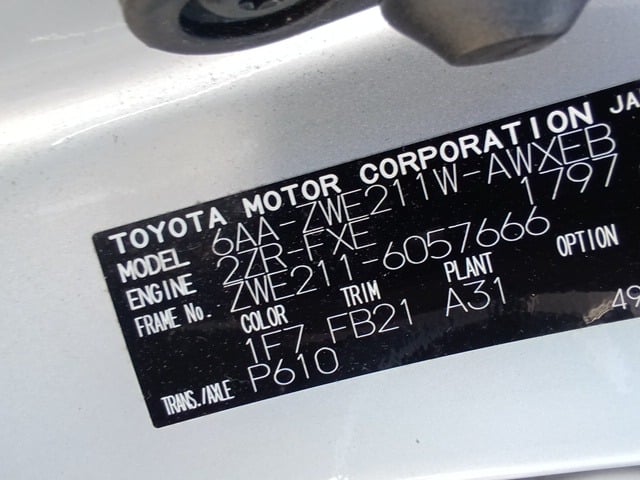 TOYOTA MOTOR CORPORATION JA
MODEL 6AA-ZWE211W-AWXEB
ENGINE 2ZR-FXE 1797
FRAME No. ZWE211-6057666
COLOR TRIM PLANT OPTION
1F7 FB21 A31 49
TRANS./AXLE P610